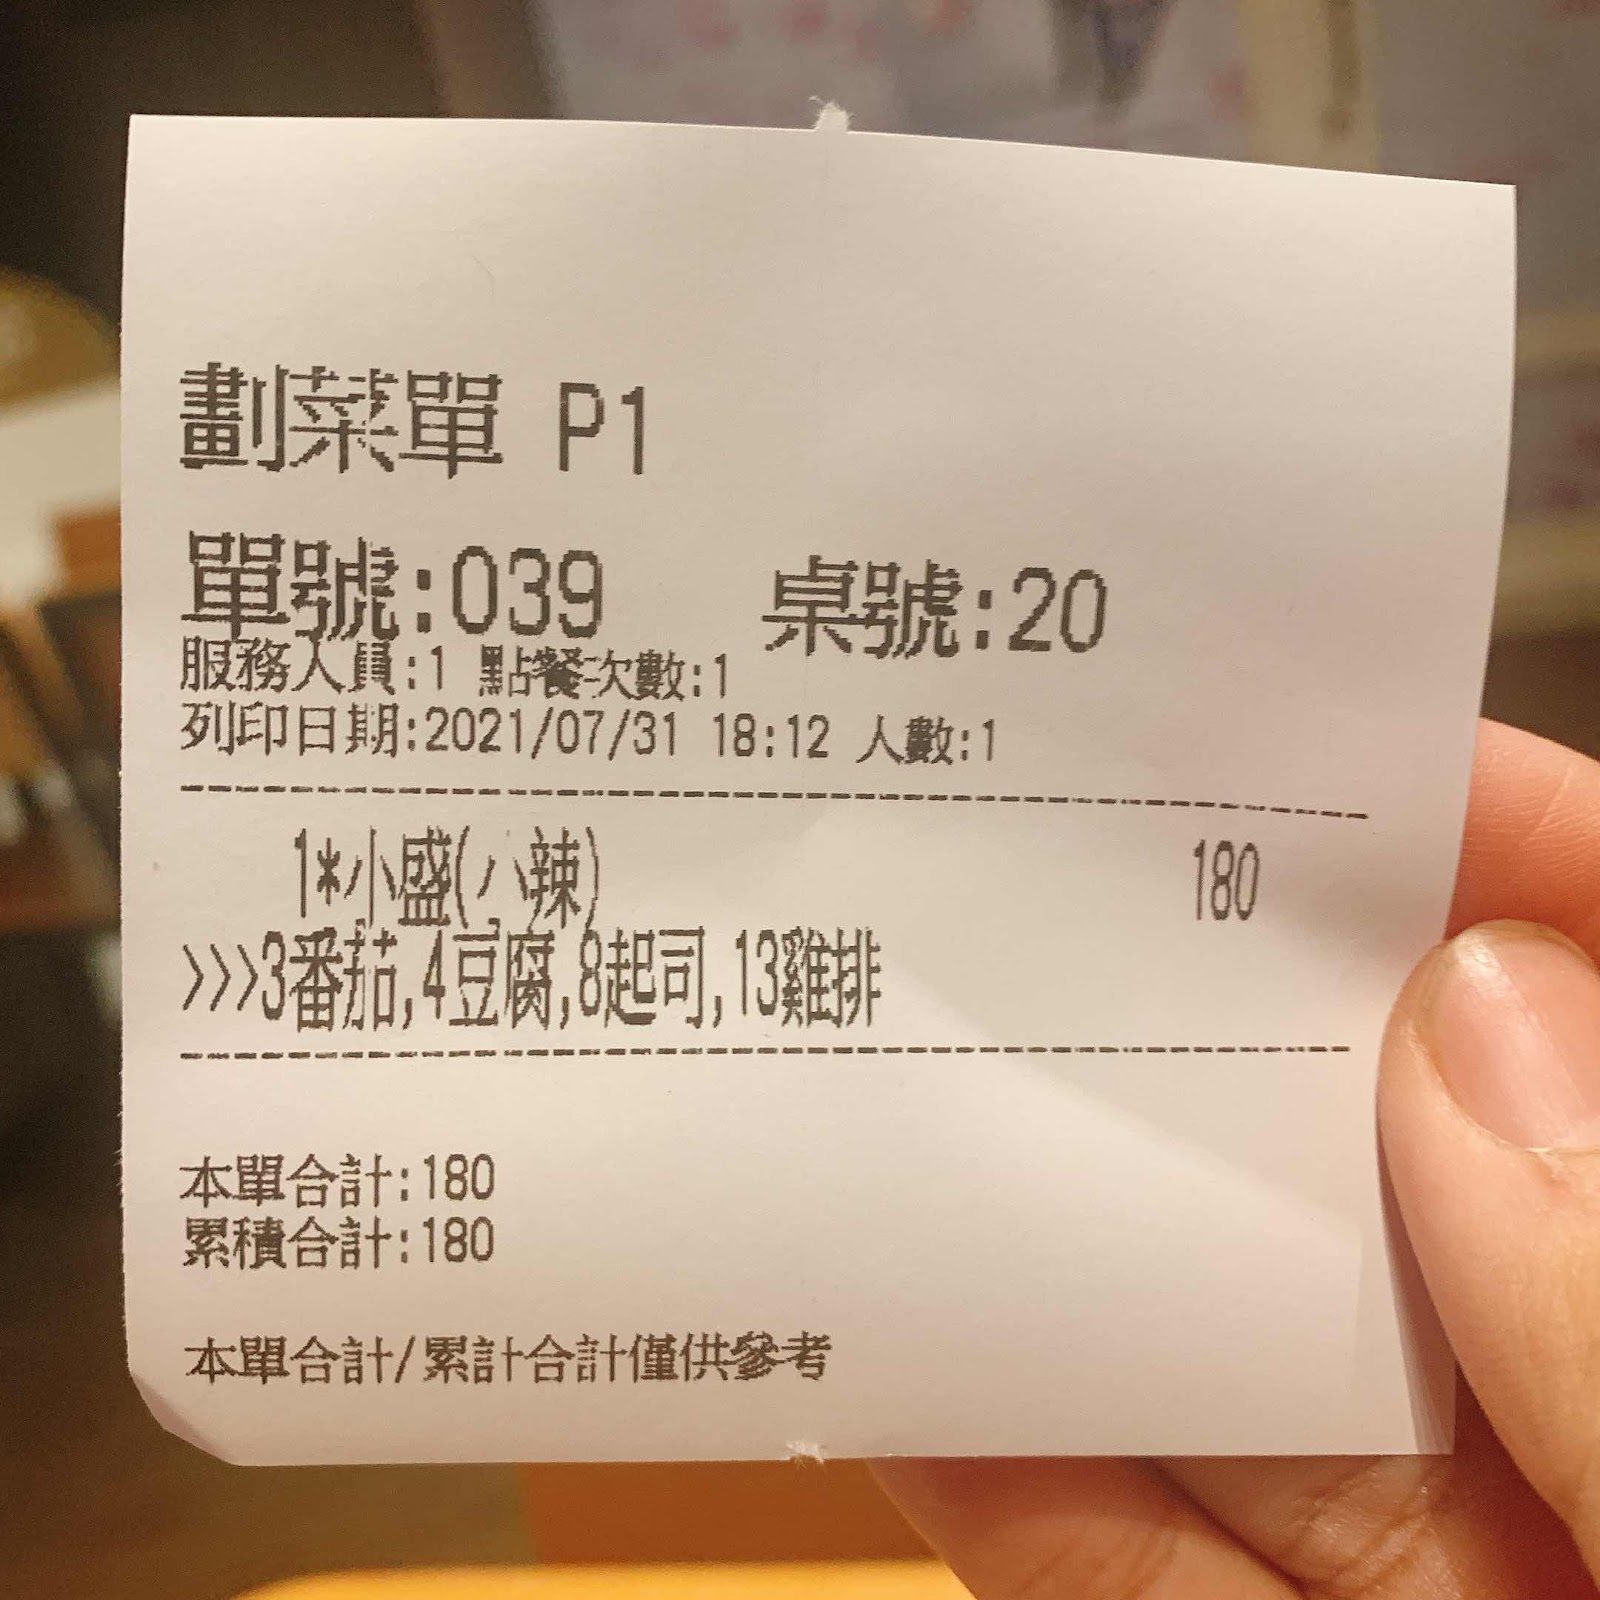 劃菜單 P1
單號:039 桌號:20
服務人員:1 點餐次數:1
列印日期:2021/07/31 18:12 人數:1
1*小盛(小辣) 180
>>>3番茄,4豆腐,8起司,13雞排
本單合計:180
累積合計:180
本單合計/累計合計僅供參考